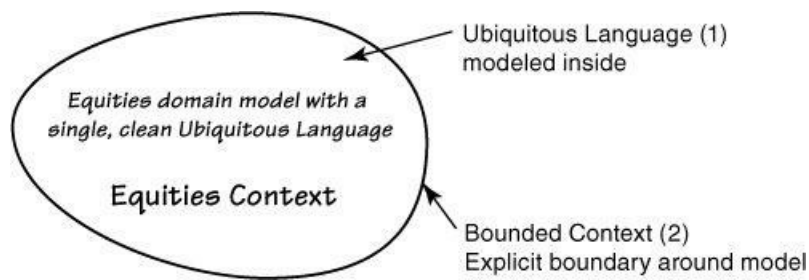 Ubiquitous Language (1)
modeled inside
Equities domain model with a
single, clean Ubiquitous Language
Equities Context
Bounded Context (2)
Explicit boundary around model